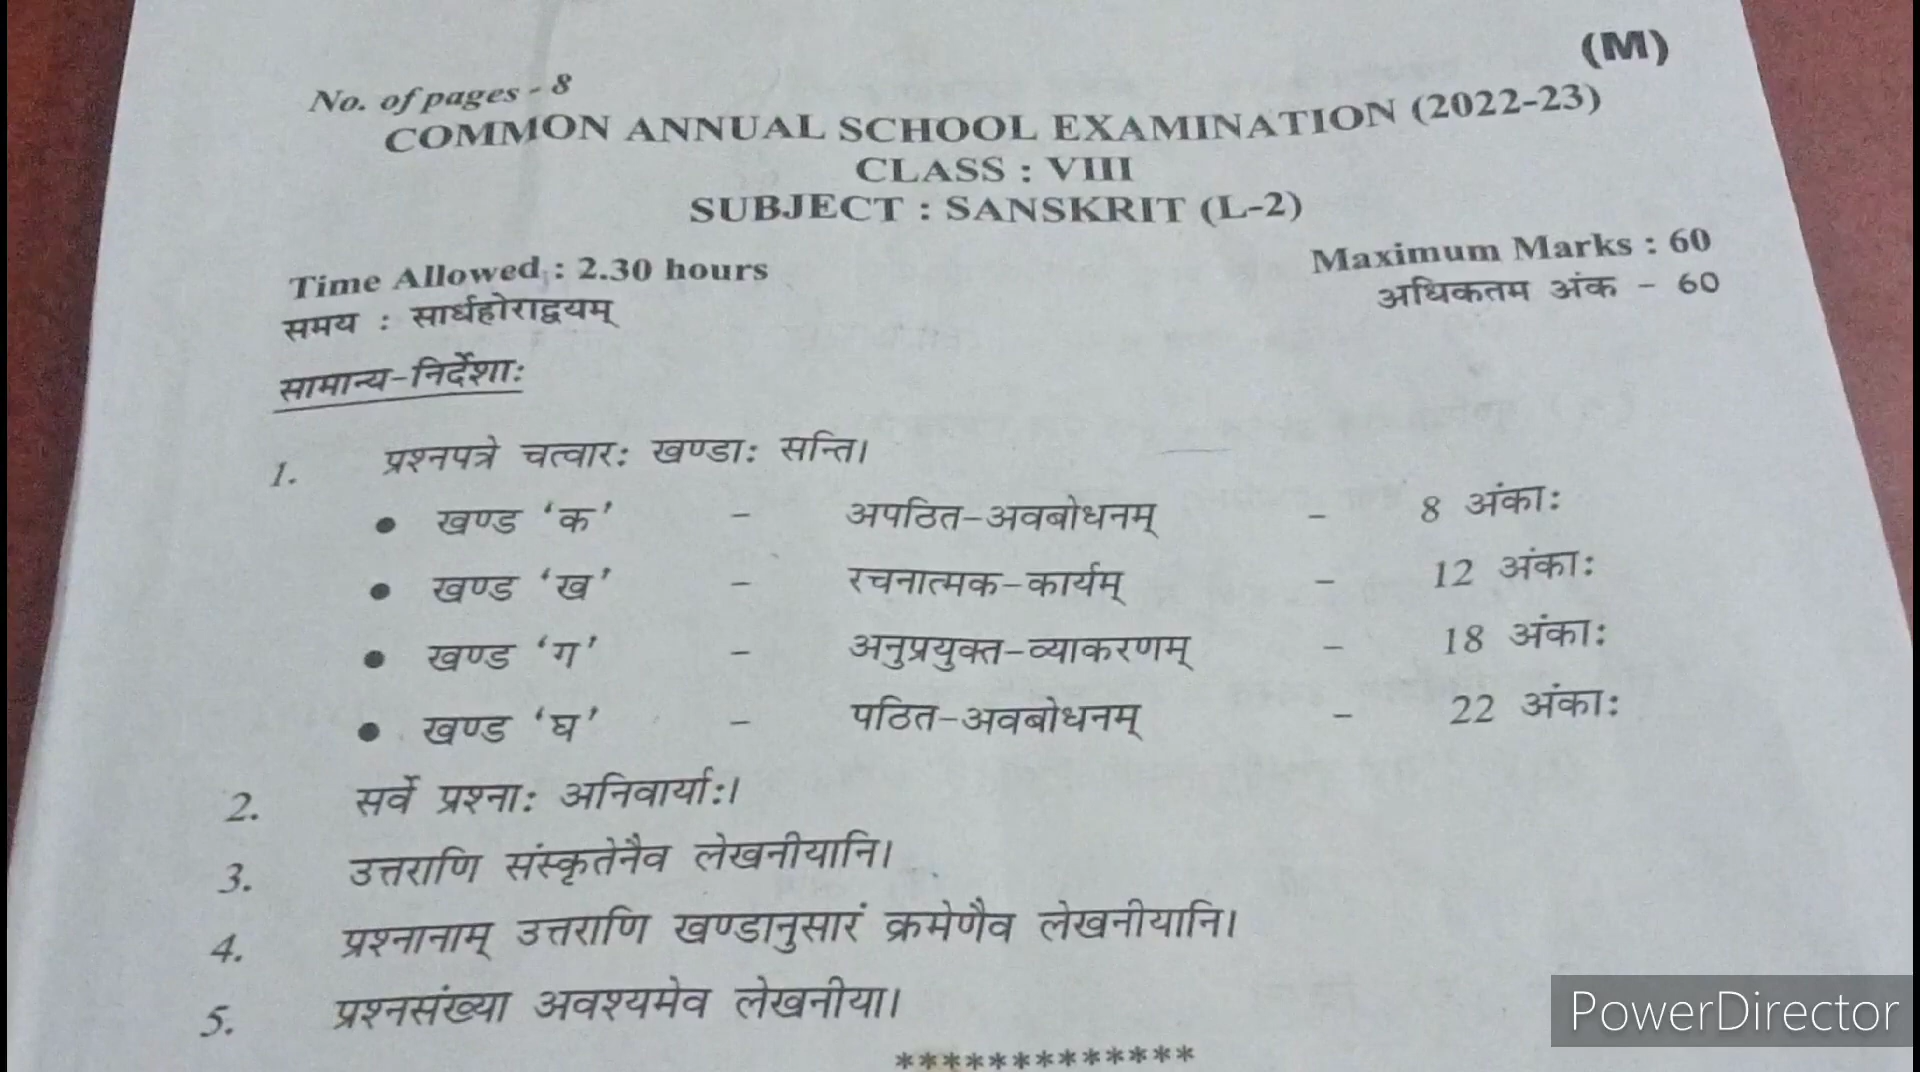 (M)
No. of pages - 8
COMMON ANNUAL SCHOOL EXAMINATION (2022-23)
CLASS : VIII
SUBJECT : SANSKRIT (L-2)
Time Allowed : 2.30 hours Maximum Marks : 60
समय : सार्धहोराद्वयम् अधिकतम अंक - 60
सामान्य-निर्देशाः
1. प्रश्नपत्रे चत्वारः खण्डाः सन्ति।
• खण्ड 'क' - अपठित-अवबोधनम् - 8 अंकाः
• खण्ड 'ख' - रचनात्मक-कार्यम् - 12 अंकाः
• खण्ड 'ग' - अनुप्रयुक्त-व्याकरणम् - 18 अंकाः
• खण्ड 'घ' - पठित-अवबोधनम् - 22 अंकाः
2. सर्वे प्रश्नाः अनिवार्याः।
3. उत्तराणि संस्कृतेनैव लेखनीयानि।
4. प्रश्नानाम् उत्तराणि खण्डानुसारं क्रमेणैव लेखनीयानि।
5. प्रश्नसंख्या अवश्यमेव लेखनीया।
*************
PowerDirector